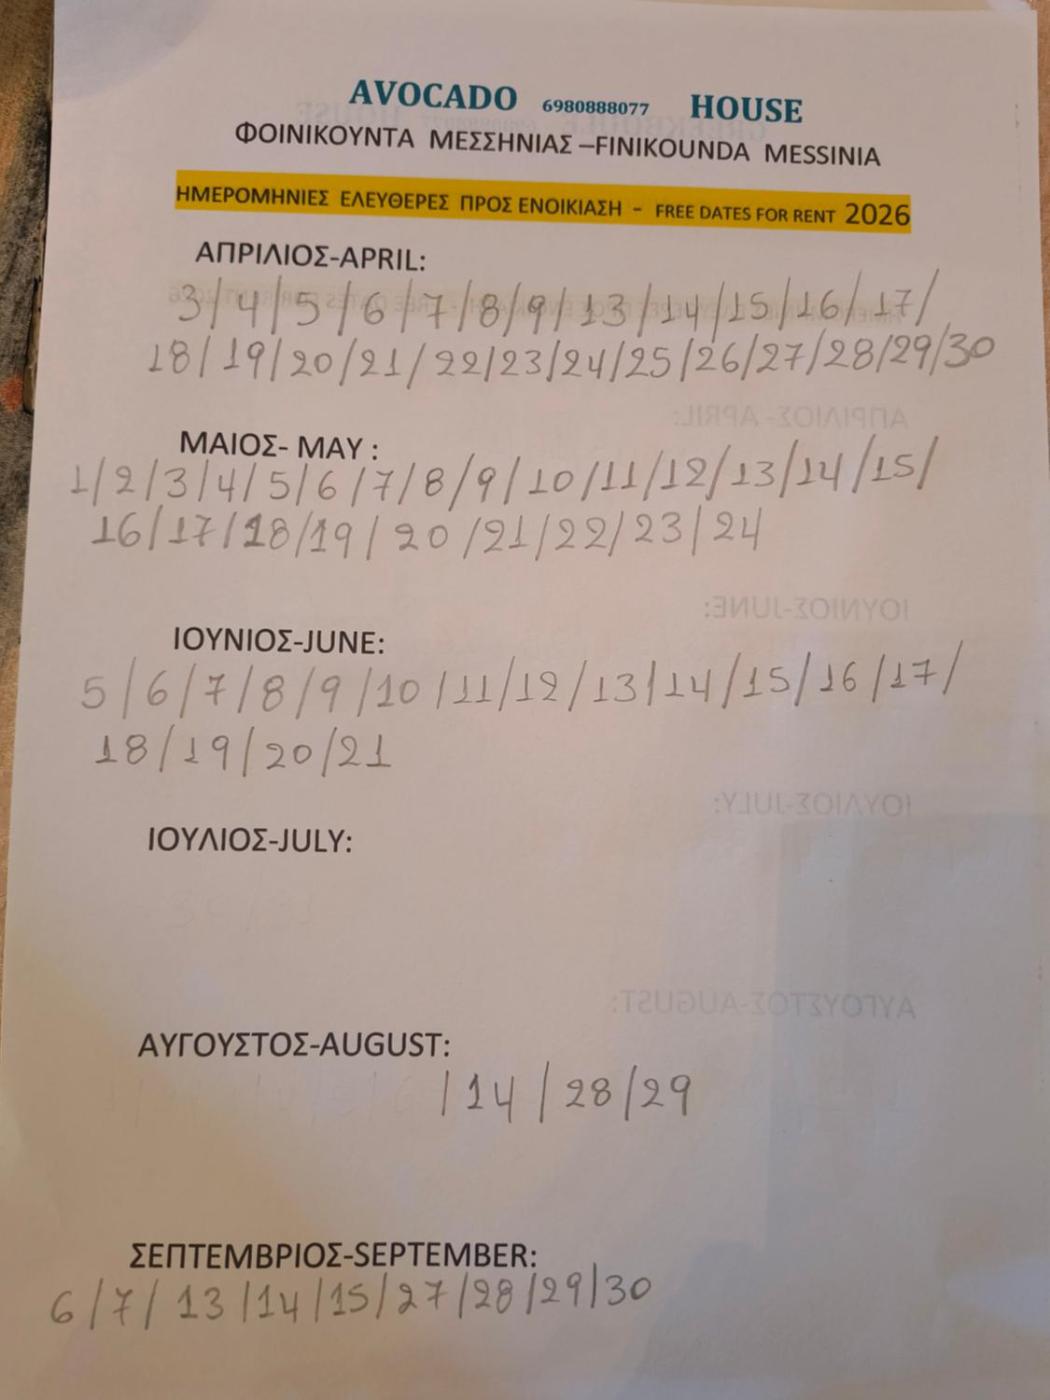 AVOCADO 6980888077 HOUSE
ΦΟΙΝΙΚΟΥΝΤΑ ΜΕΣΣΗΝΙΑΣ –FINIKOUNDA MESSINIA
ΗΜΕΡΟΜΗΝΙΕΣ ΕΛΕΥΘΕΡΕΣ ΠΡΟΣ ΕΝΟΙΚΙΑΣΗ - FREE DATES FOR RENT 2026
ΑΠΡΙΛΙΟΣ-APRIL:
3/4/5/6/7/8/9/13/14/15/16/17/
18/19/20/21/22/23/24/25/26/27/28/29/30
ΜΑΙΟΣ- MAY :
1/2/3/4/5/6/7/8/9/10/11/12/13/14/15/
16/17/18/19/20/21/22/23/24
ΙΟΥΝΙΟΣ-JUNE:
5/6/7/8/9/10/11/12/13/14/15/16/17/
18/19/20/21
ΙΟΥΛΙΟΣ-JULY:
ΑΥΓΟΥΣΤΟΣ-AUGUST:
/14/28/29
ΣΕΠΤΕΜΒΡΙΟΣ-SEPTEMBER:
6/7/13/14/15/27/28/29/30